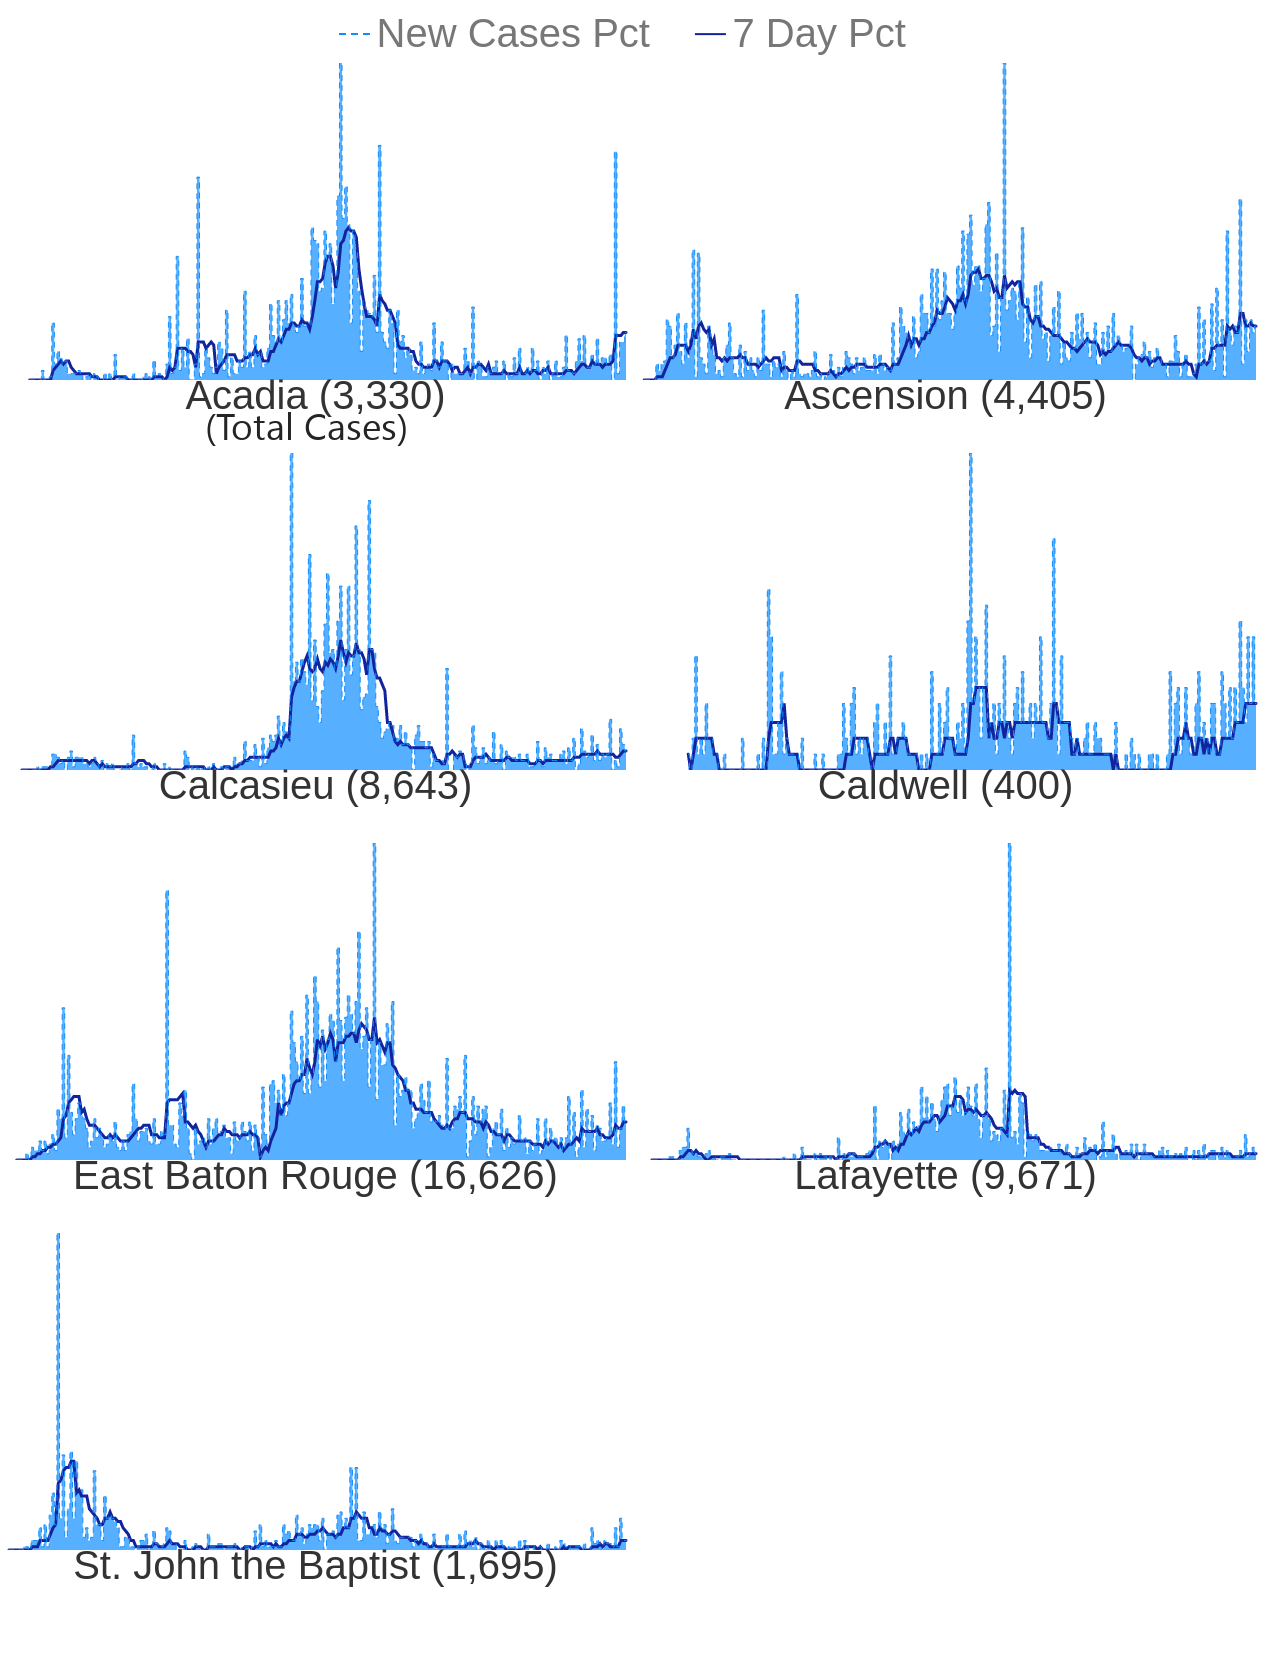 New Cases Pct 7 Day Pct
Acadia (3,330)
(Total Cases)
Ascension (4,405)
Calcasieu (8,643)
Caldwell (400)
East Baton Rouge (16,626)
Lafayette (9,671)
St. John the Baptist (1,695)